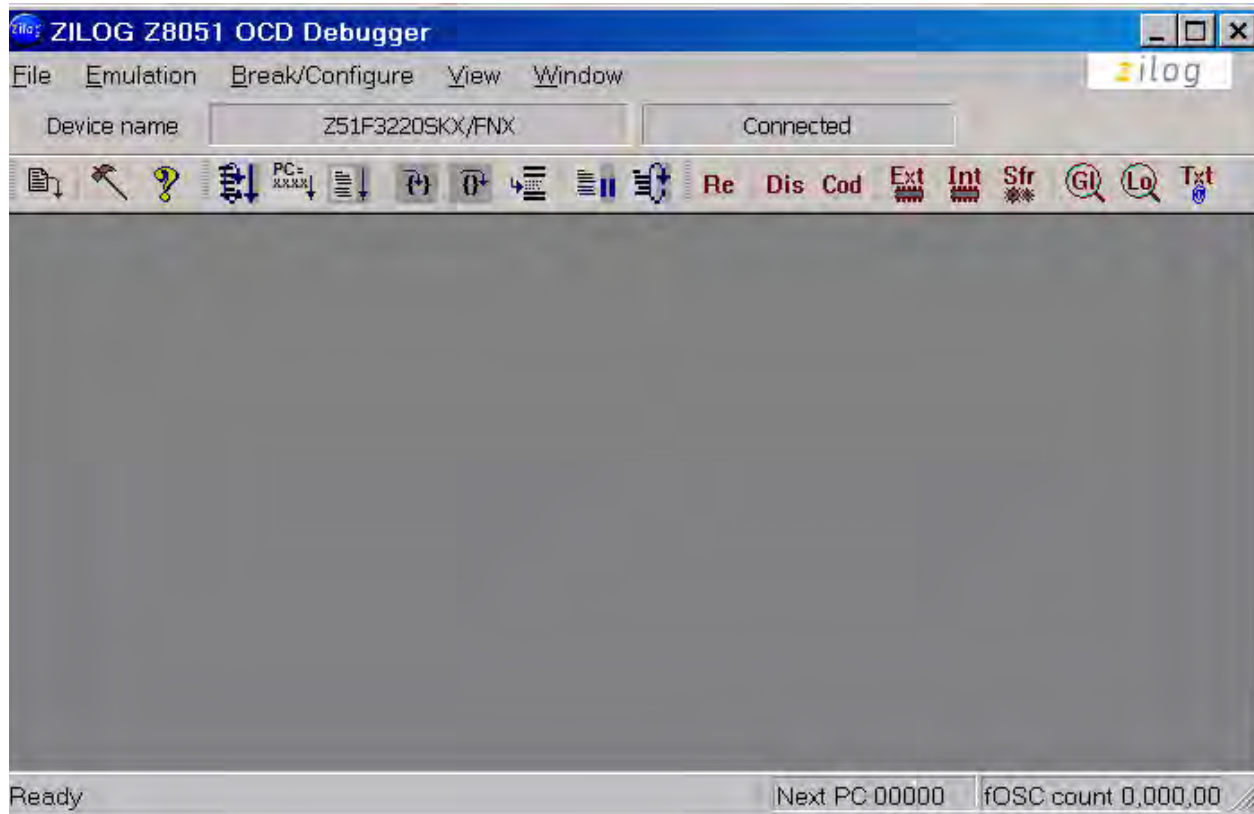 zilog ZILOG Z8051 OCD Debugger
File Emulation Break/Configure View Window zilog
Device name Z51F3220SKX/FNX Connected
PC= xxxx Re Dis Cod Ext Int Sfr Gl Lo Txt
Ready Next PC 00000 fOSC count 0,000,00